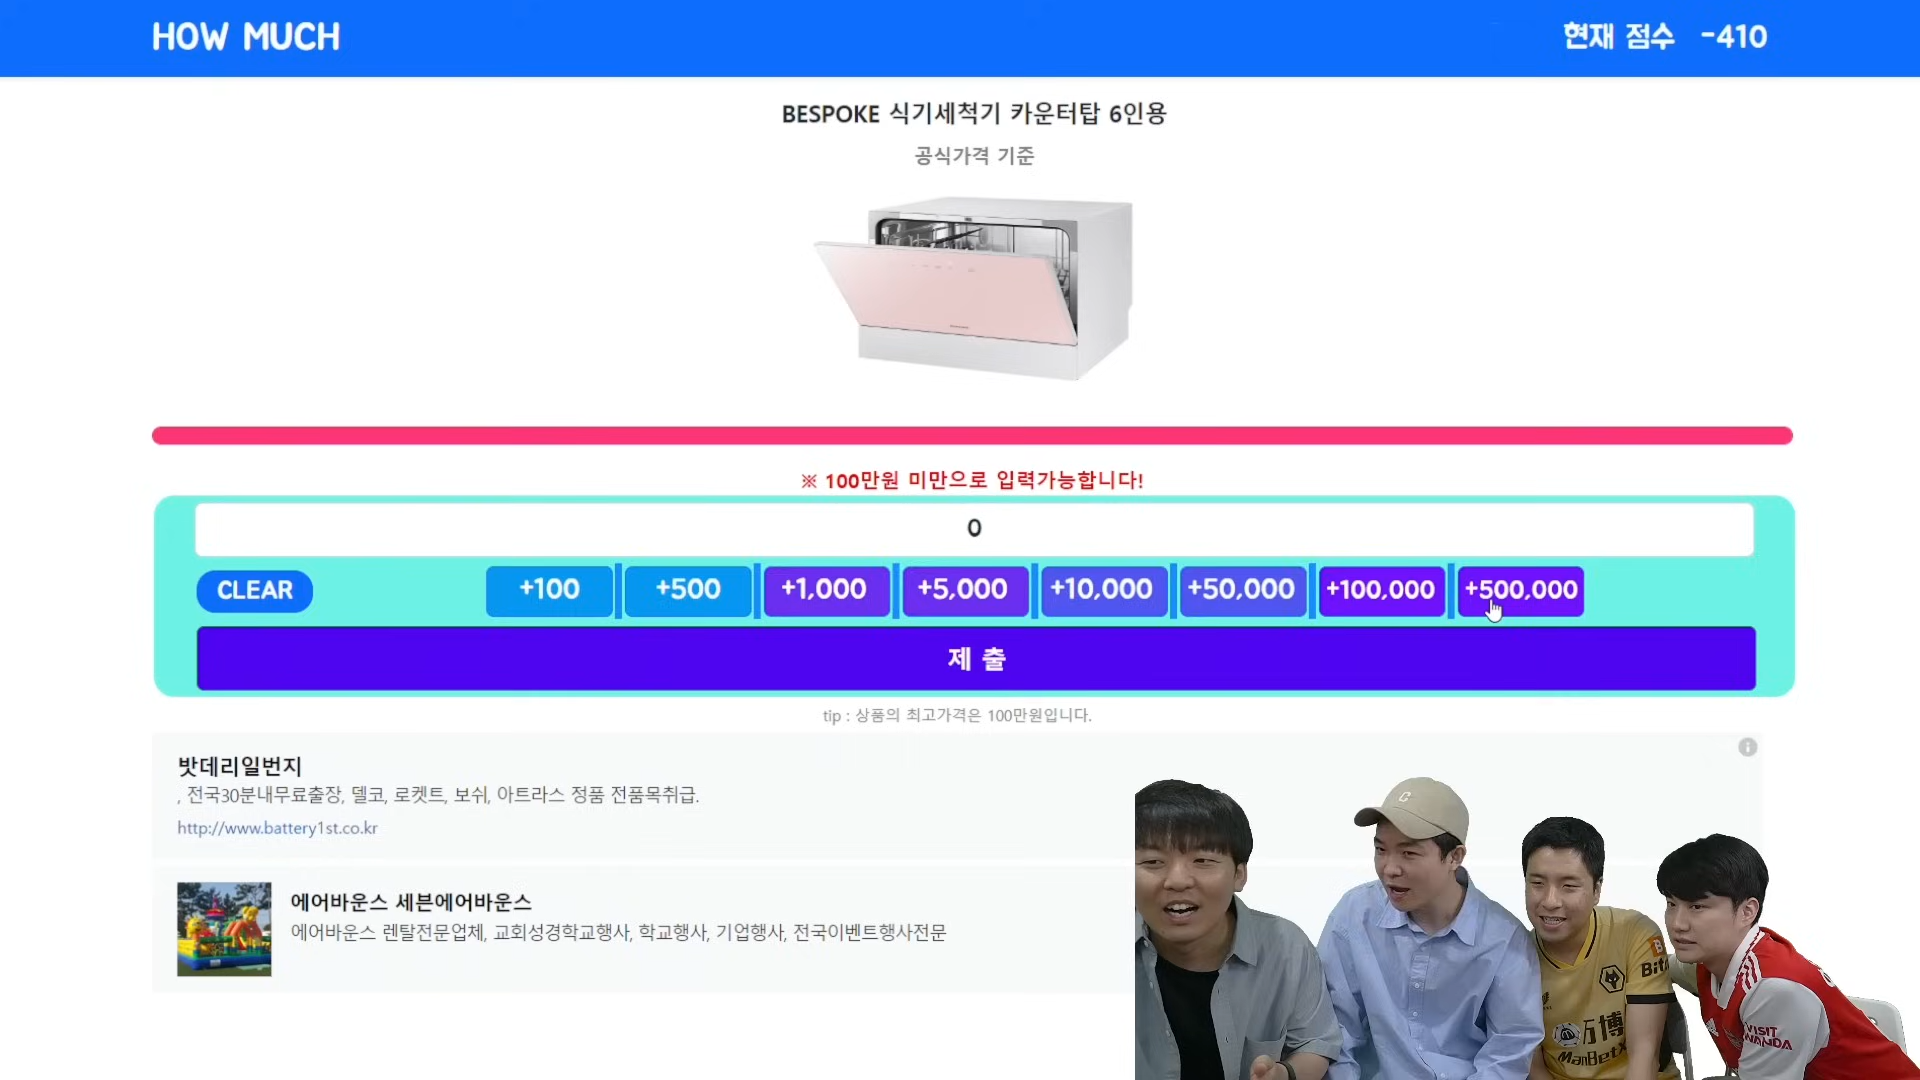 HOW MUCH
현재 점수 -410
BESPOKE 식기세척기 카운터탑 6인용
공식가격 기준
※ 100만원 미만으로 입력가능합니다!
0
CLEAR
+100
+500
+1,000
+5,000
+10,000
+50,000
+100,000
+500,000
제 출
tip : 상품의 최고가격은 100만원입니다.
밧데리일번지
, 전국30분내무료출장, 델코, 로켓트, 보쉬, 아트라스 정품 전품목취급.
http://www.battery1st.co.kr
에어바운스 세븐에어바운스
에어바운스 렌탈전문업체, 교회성경학교행사, 학교행사, 기업행사, 전국이벤트행사전문
C
万博
ManBetX
VISIT